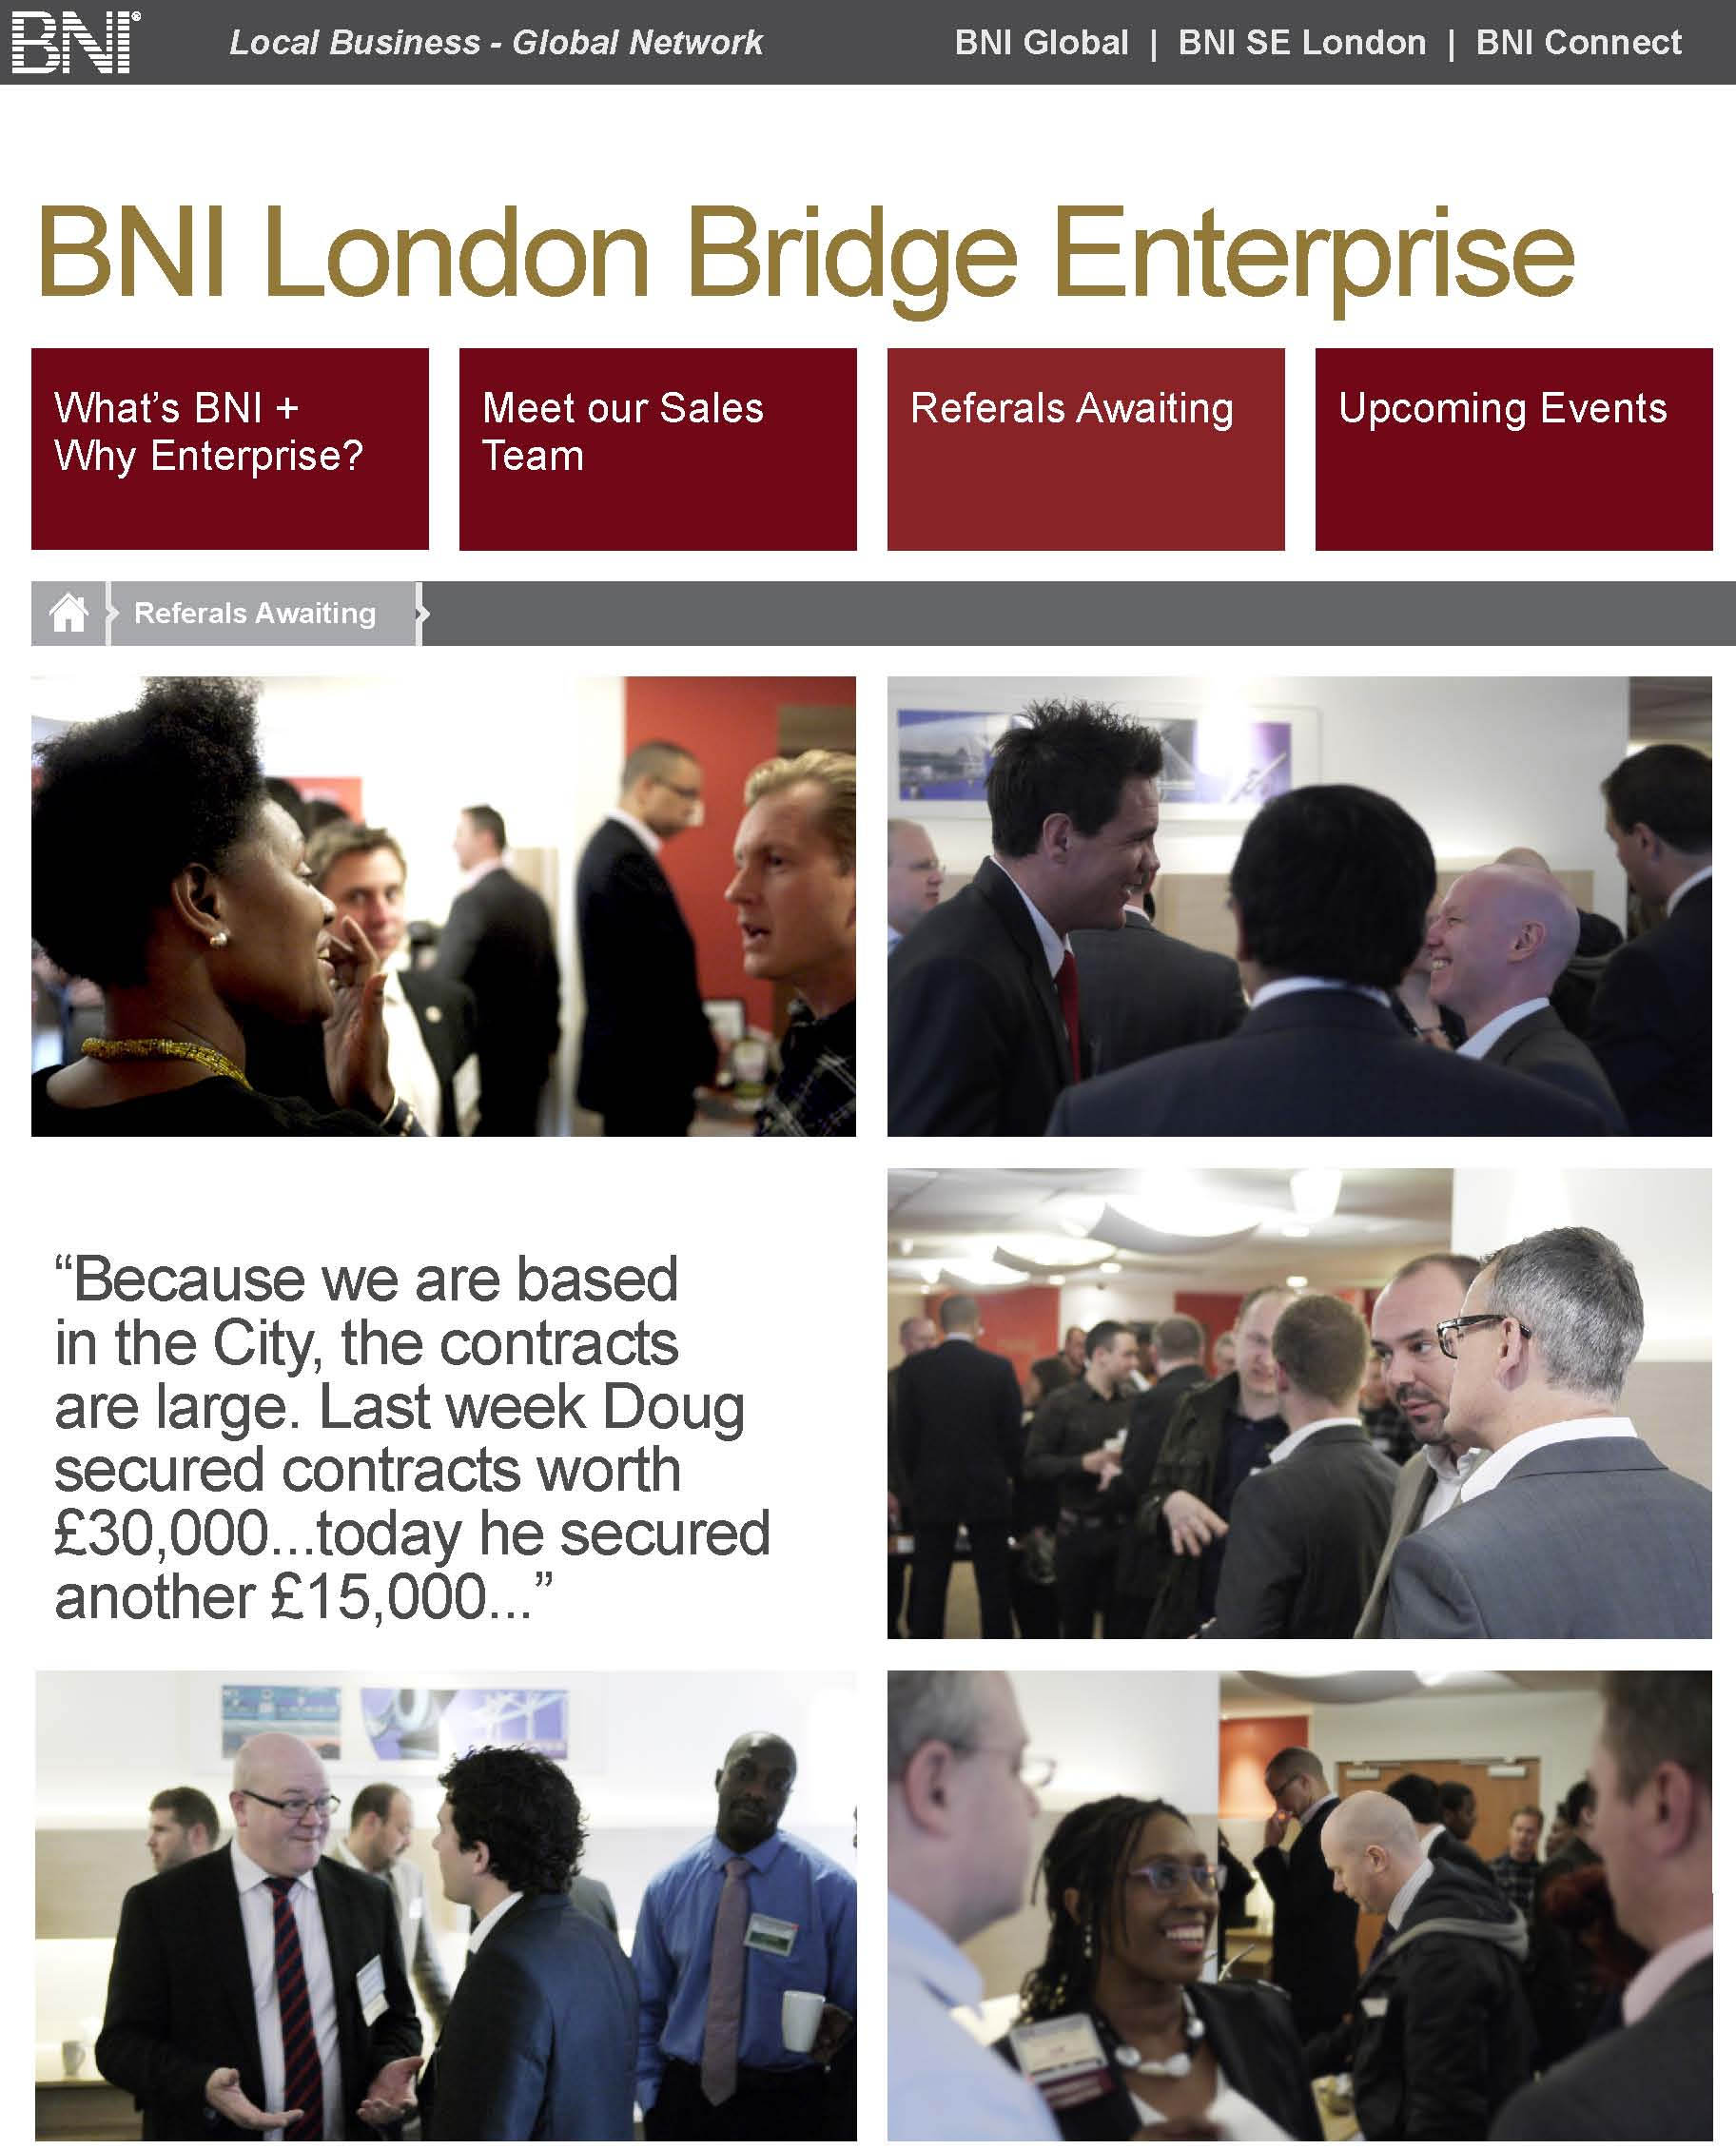 BNI®
Local Business - Global Network
BNI Global | BNI SE London | BNI Connect
BNI London Bridge Enterprise
What’s BNI +
Why Enterprise?
Meet our Sales
Team
Referals Awaiting
Upcoming Events
Referals Awaiting
“Because we are based
in the City, the contracts
are large. Last week Doug
secured contracts worth
£30,000...today he secured
another £15,000...”